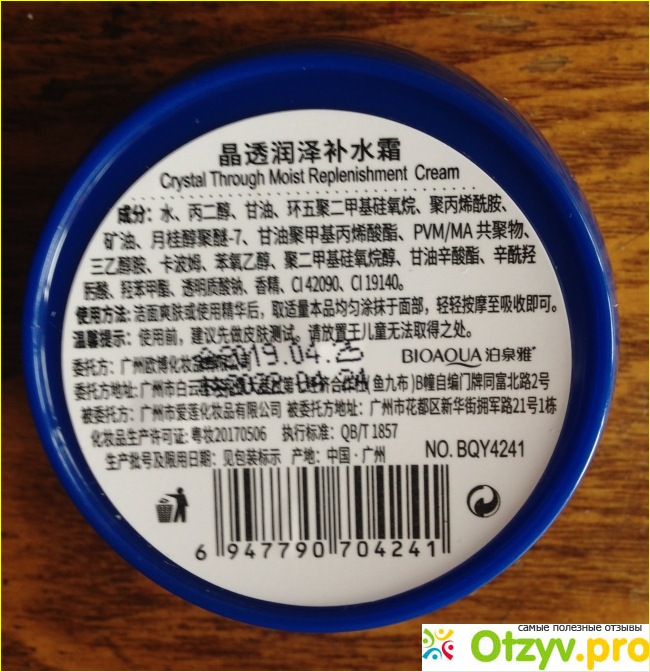 晶透润泽补水霜
Crystal Through Moist Replenishment Cream
成分：水、丙二醇、甘油、环五聚二甲基硅氧烷、聚丙烯酰胺、
矿油、月桂醇聚醚-7、甘油聚甲基丙烯酸酯、PVM/MA 共聚物、
三乙醇胺、卡波姆、苯氧乙醇、聚二甲基硅氧烷醇、甘油辛酸酯、辛酰羟
肟酸、羟苯甲酯、透明质酸钠、香精、CI 42090、CI 19140。
使用方法：洁面爽肤或使用精华后，取适量本品均匀涂抹于面部，轻轻按摩至吸收即可。
温馨提示：使用前，建议先做皮肤测试。请放置于儿童无法取得之处。
2019.04.25
委托方：广州欧博化妆 BIOAQUA 泊泉雅*
2022.04.24
委托方地址：广州市白云 (鱼九布)B幢自编门牌同富北路2号
被委托方：广州市爱莲化妆品有限公司 被委托方地址：广州市花都区新华街拥军路21号1栋
化妆品生产许可证：粤妆20170506 执行标准：QB/T 1857
生产批号及限用日期：见包装标示 产地：中国·广州
NO. BQY4241
6 947790 704241
самые полезные отзывы
Otzyv.pro